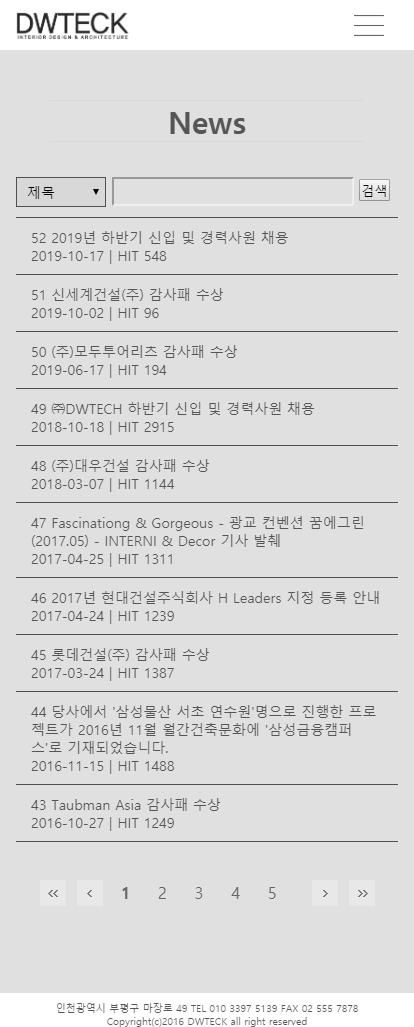 DWTECK
INTERIOR DESIGN & ARCHITECTURE
News
제목 ▼ 검색
52 2019년 하반기 신입 및 경력사원 채용
2019-10-17 | HIT 548
51 신세계건설(주) 감사패 수상
2019-10-02 | HIT 96
50 (주)모두투어리츠 감사패 수상
2019-06-17 | HIT 194
49 ㈜DWTECH 하반기 신입 및 경력사원 채용
2018-10-18 | HIT 2915
48 (주)대우건설 감사패 수상
2018-03-07 | HIT 1144
47 Fascinationg & Gorgeous - 광교 컨벤션 꿈에그린
(2017.05) - INTERNI & Decor 기사 발췌
2017-04-25 | HIT 1311
46 2017년 현대건설주식회사 H Leaders 지정 등록 안내
2017-04-24 | HIT 1239
45 롯데건설(주) 감사패 수상
2017-03-24 | HIT 1387
44 당사에서 '삼성물산 서초 연수원'명으로 진행한 프로
젝트가 2016년 11월 월간건축문화에 '삼성금융캠퍼
스'로 기재되었습니다.
2016-11-15 | HIT 1488
43 Taubman Asia 감사패 수상
2016-10-27 | HIT 1249
« ‹ 1 2 3 4 5 › »
인천광역시 부평구 마장로 49 TEL 010 3397 5139 FAX 02 555 7878
Copyright(c)2016 DWTECK all right reserved